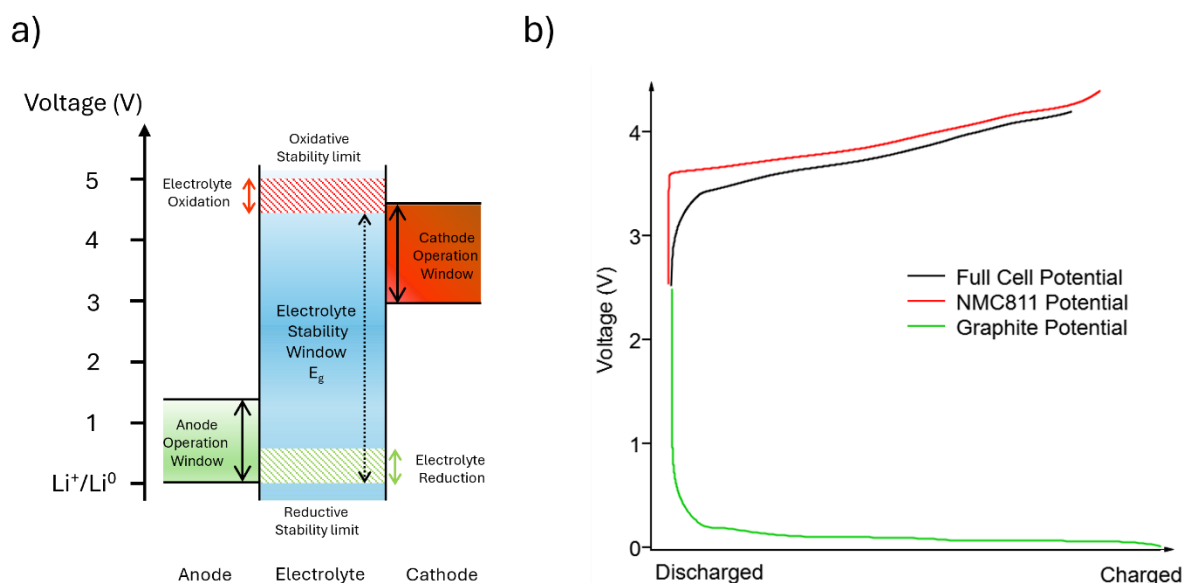 a)
Voltage (V)
5
4
3
2
1
Li⁺/Li⁰
Oxidative
Stability limit
Electrolyte
Oxidation
Cathode
Operation
Window
Electrolyte
Stability
Window
E₉
Anode
Operation
Window
Electrolyte
Reduction
Reductive
Stability limit
Anode
Electrolyte
Cathode
b)
Voltage (V)
4
3
2
1
0
Full Cell Potential
NMC811 Potential
Graphite Potential
Discharged
Charged